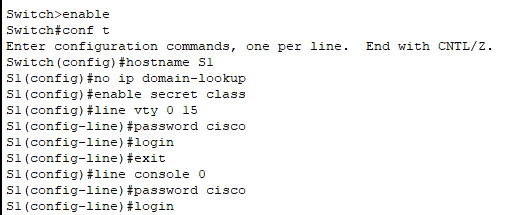 Switch>enable
Switch#conf t
Enter configuration commands, one per line.  End with CNTL/Z.
Switch(config)#hostname S1
S1(config)#no ip domain-lookup
S1(config)#enable secret class
S1(config)#line vty 0 15
S1(config-line)#password cisco
S1(config-line)#login
S1(config-line)#exit
S1(config)#line console 0
S1(config-line)#password cisco
S1(config-line)#login